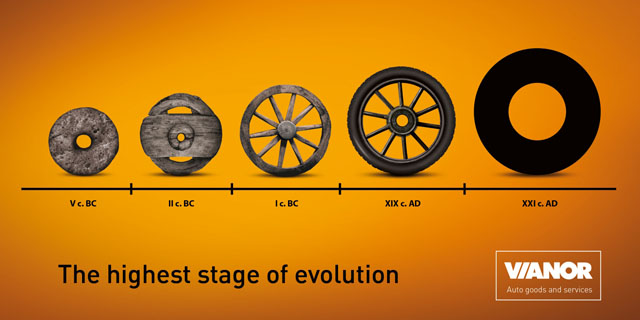 V c. BC
II c. BC
I c. BC
XIX c. AD
XXI c. AD
The highest stage of evolution
VIANOR
Auto goods and services